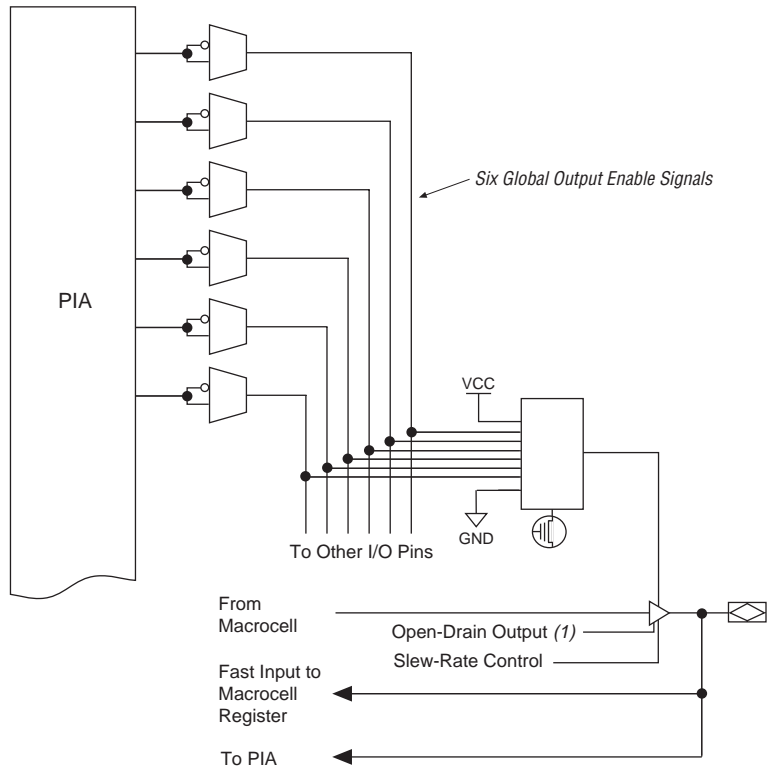 Six Global Output Enable Signals
PIA
VCC
GND
To Other I/O Pins
From
Macrocell
Open-Drain Output (1)
Slew-Rate Control
Fast Input to
Macrocell
Register
To PIA